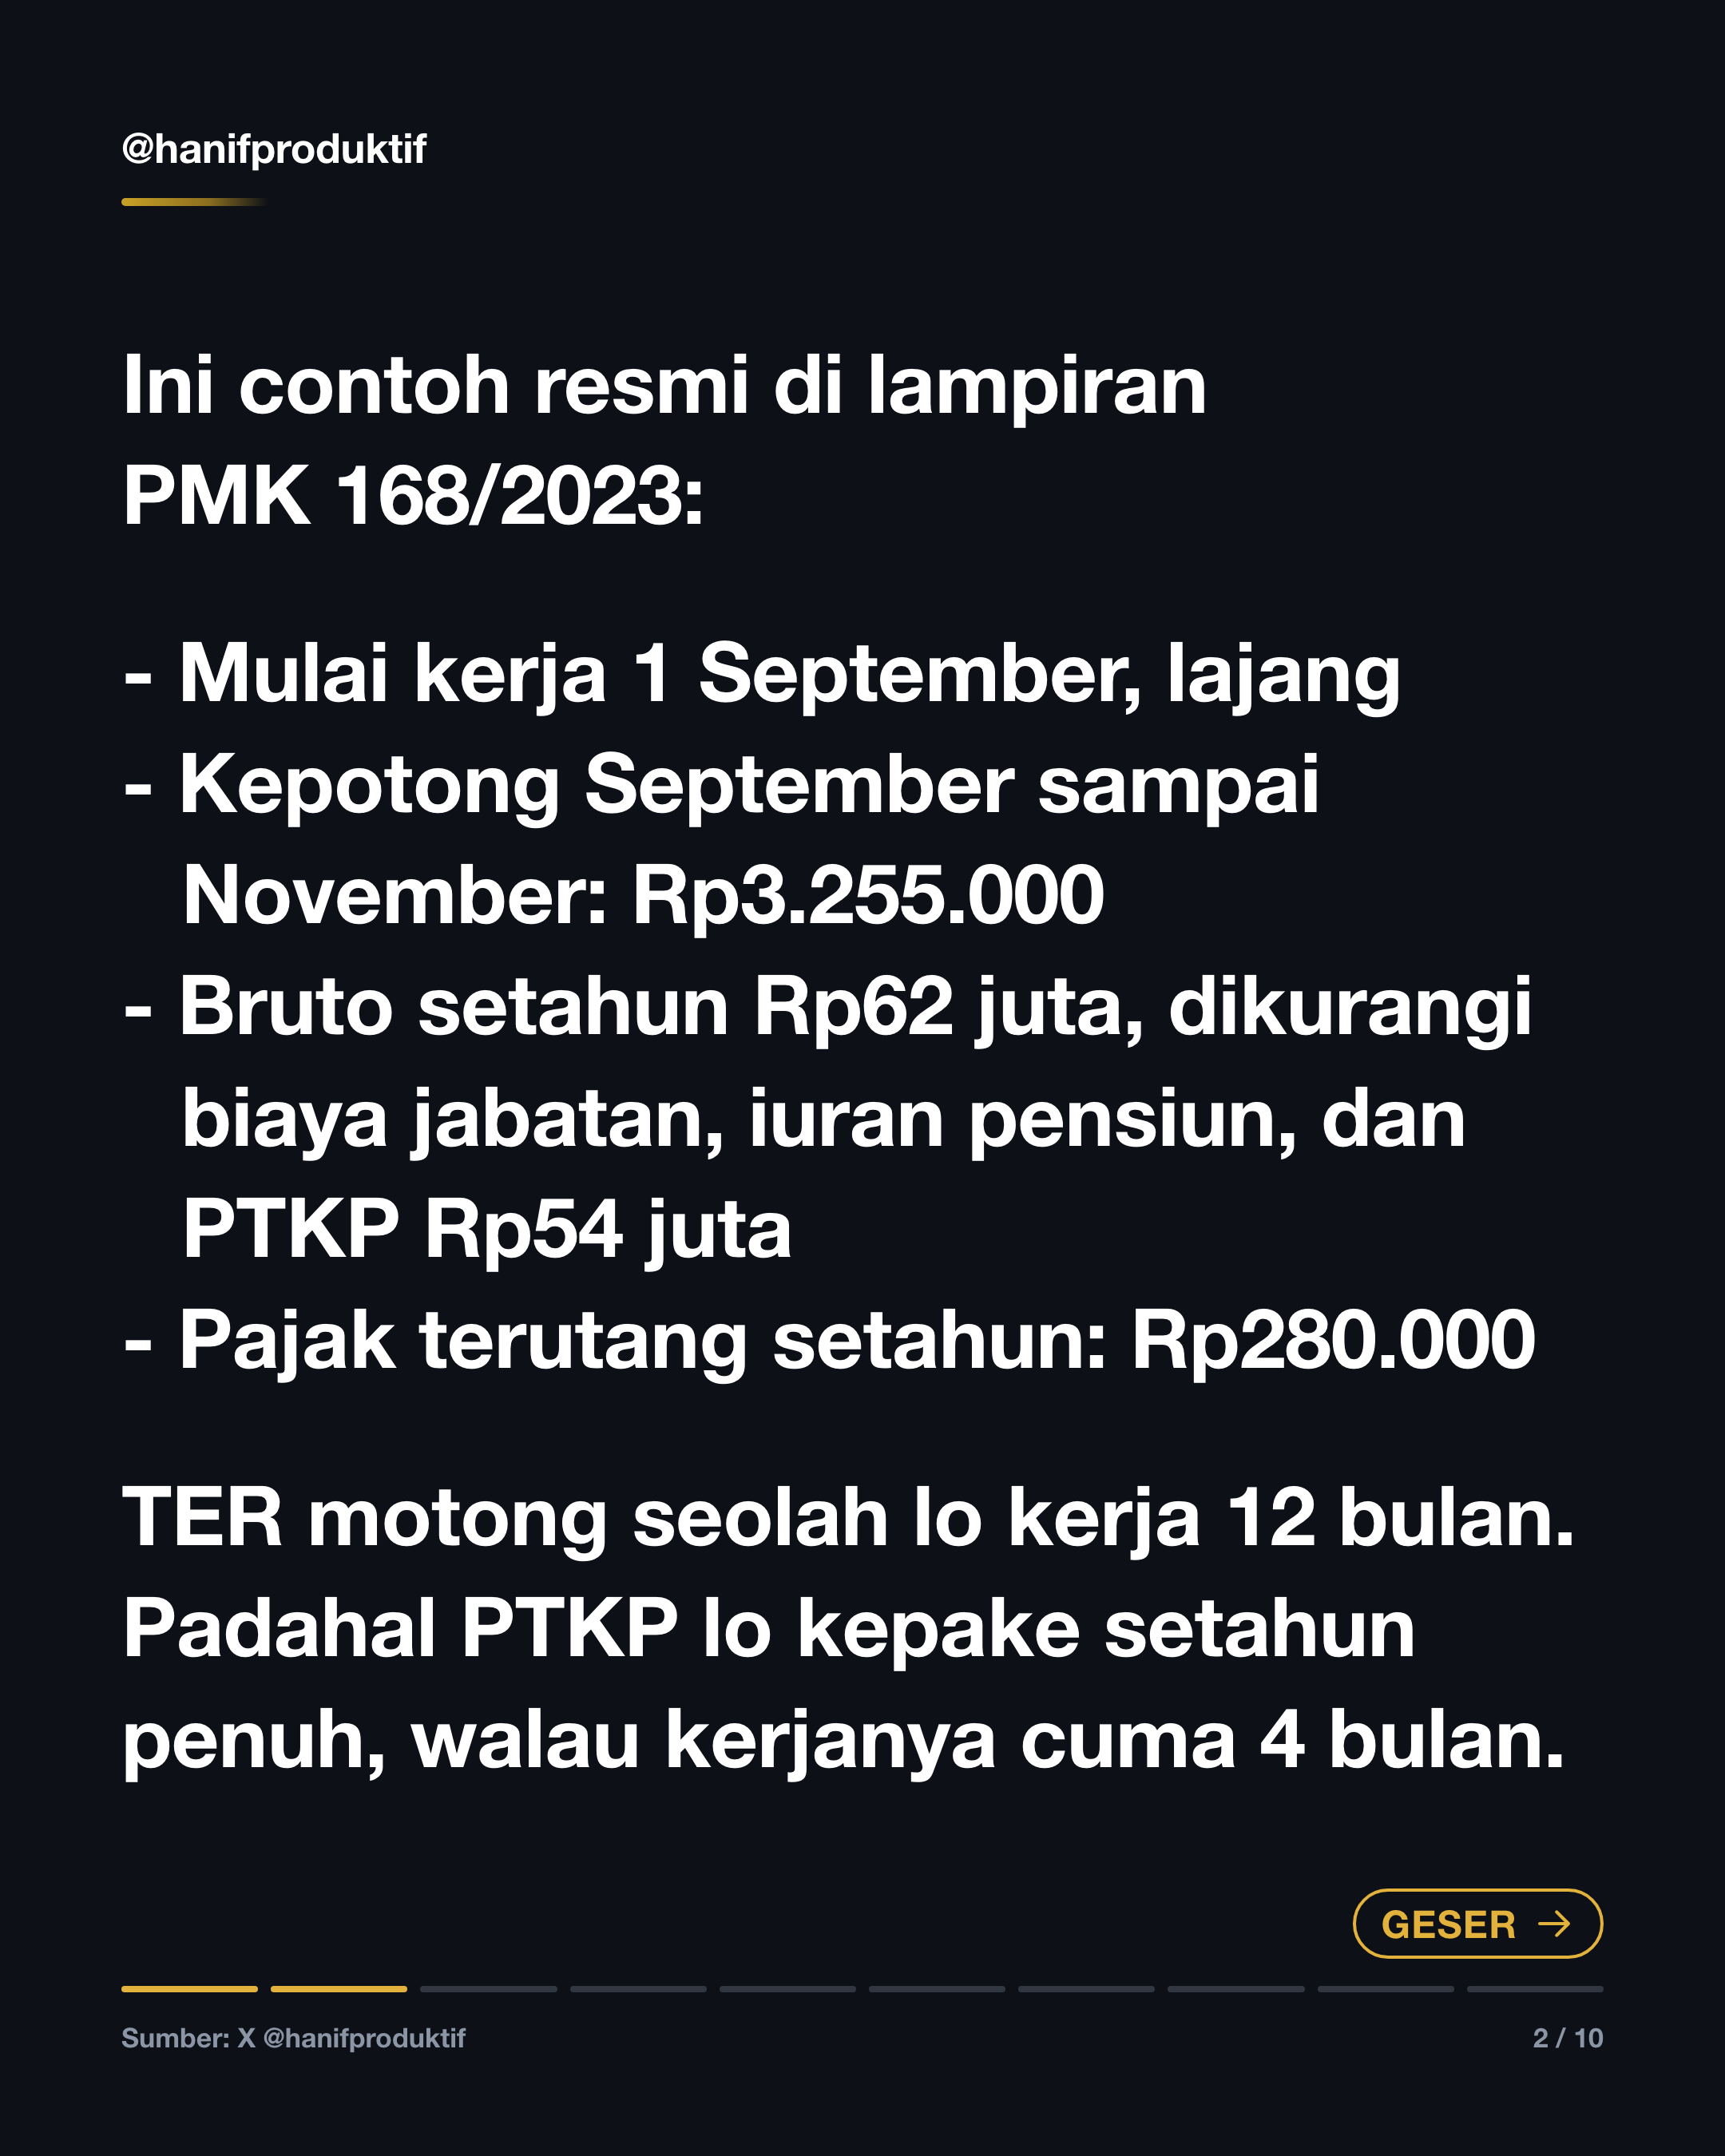 @hanifproduktif
Ini contoh resmi di lampiran
PMK 168/2023:
- Mulai kerja 1 September, lajang
- Kepotong September sampai
November: Rp3.255.000
- Bruto setahun Rp62 juta, dikurangi
biaya jabatan, iuran pensiun, dan
PTKP Rp54 juta
- Pajak terutang setahun: Rp280.000
TER motong seolah lo kerja 12 bulan.
Padahal PTKP lo kepake setahun
penuh, walau kerjanya cuma 4 bulan.
GESER →
Sumber: X @hanifproduktif
2 / 10